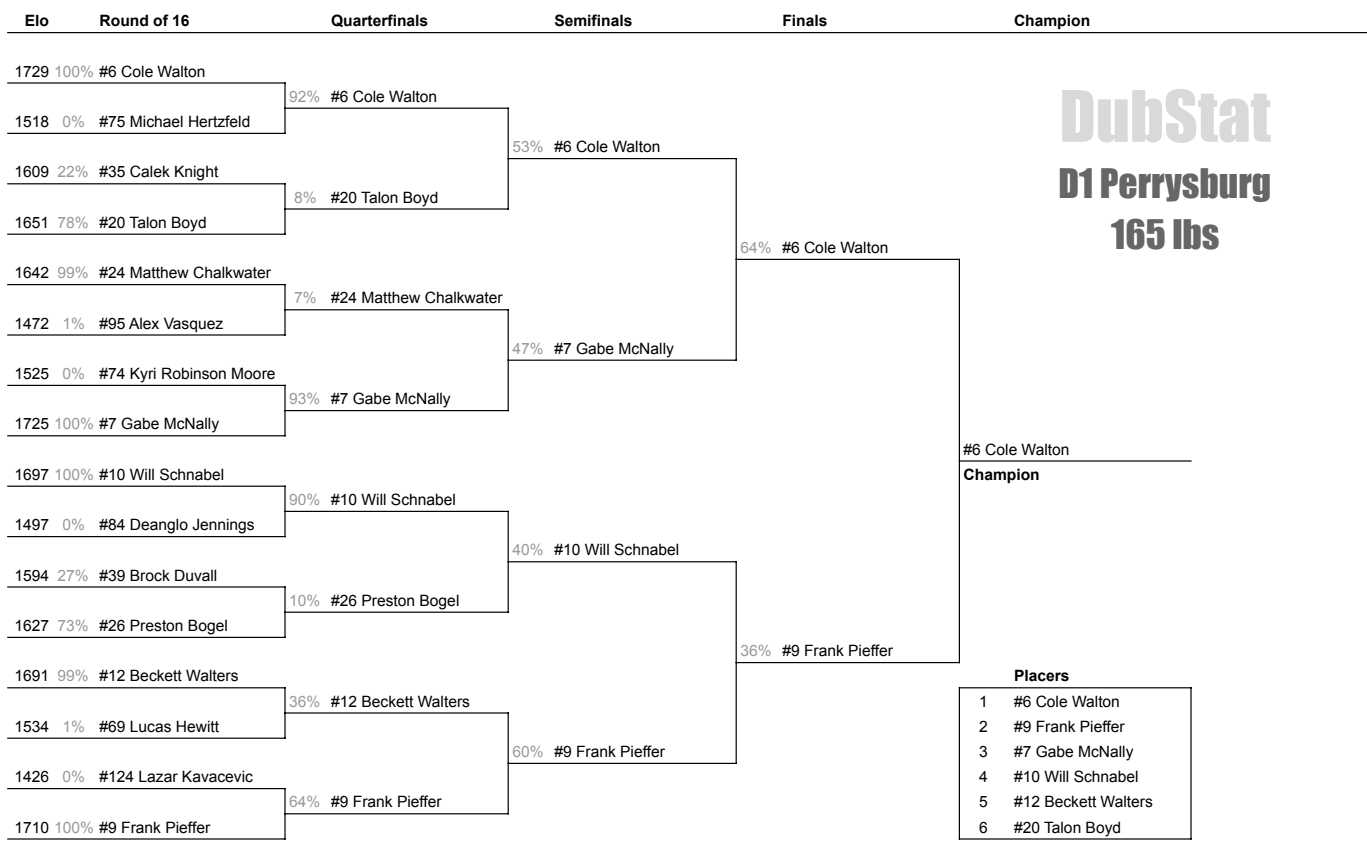 Elo Round of 16 Quarterfinals Semifinals Finals Champion
1729 100% #6 Cole Walton
92% #6 Cole Walton
1518 0% #75 Michael Hertzfeld
53% #6 Cole Walton
1609 22% #35 Calek Knight
8% #20 Talon Boyd
1651 78% #20 Talon Boyd
64% #6 Cole Walton
1642 99% #24 Matthew Chalkwater
7% #24 Matthew Chalkwater
1472 1% #95 Alex Vasquez
47% #7 Gabe McNally
1525 0% #74 Kyri Robinson Moore
93% #7 Gabe McNally
1725 100% #7 Gabe McNally
#6 Cole Walton
Champion
1697 100% #10 Will Schnabel
90% #10 Will Schnabel
1497 0% #84 Deanglo Jennings
40% #10 Will Schnabel
1594 27% #39 Brock Duvall
10% #26 Preston Bogel
1627 73% #26 Preston Bogel
36% #9 Frank Pieffer
1691 99% #12 Beckett Walters
36% #12 Beckett Walters
1534 1% #69 Lucas Hewitt
60% #9 Frank Pieffer
1426 0% #124 Lazar Kavacevic
64% #9 Frank Pieffer
1710 100% #9 Frank Pieffer
DubStat
D1 Perrysburg
165 lbs
Placers
1 #6 Cole Walton
2 #9 Frank Pieffer
3 #7 Gabe McNally
4 #10 Will Schnabel
5 #12 Beckett Walters
6 #20 Talon Boyd